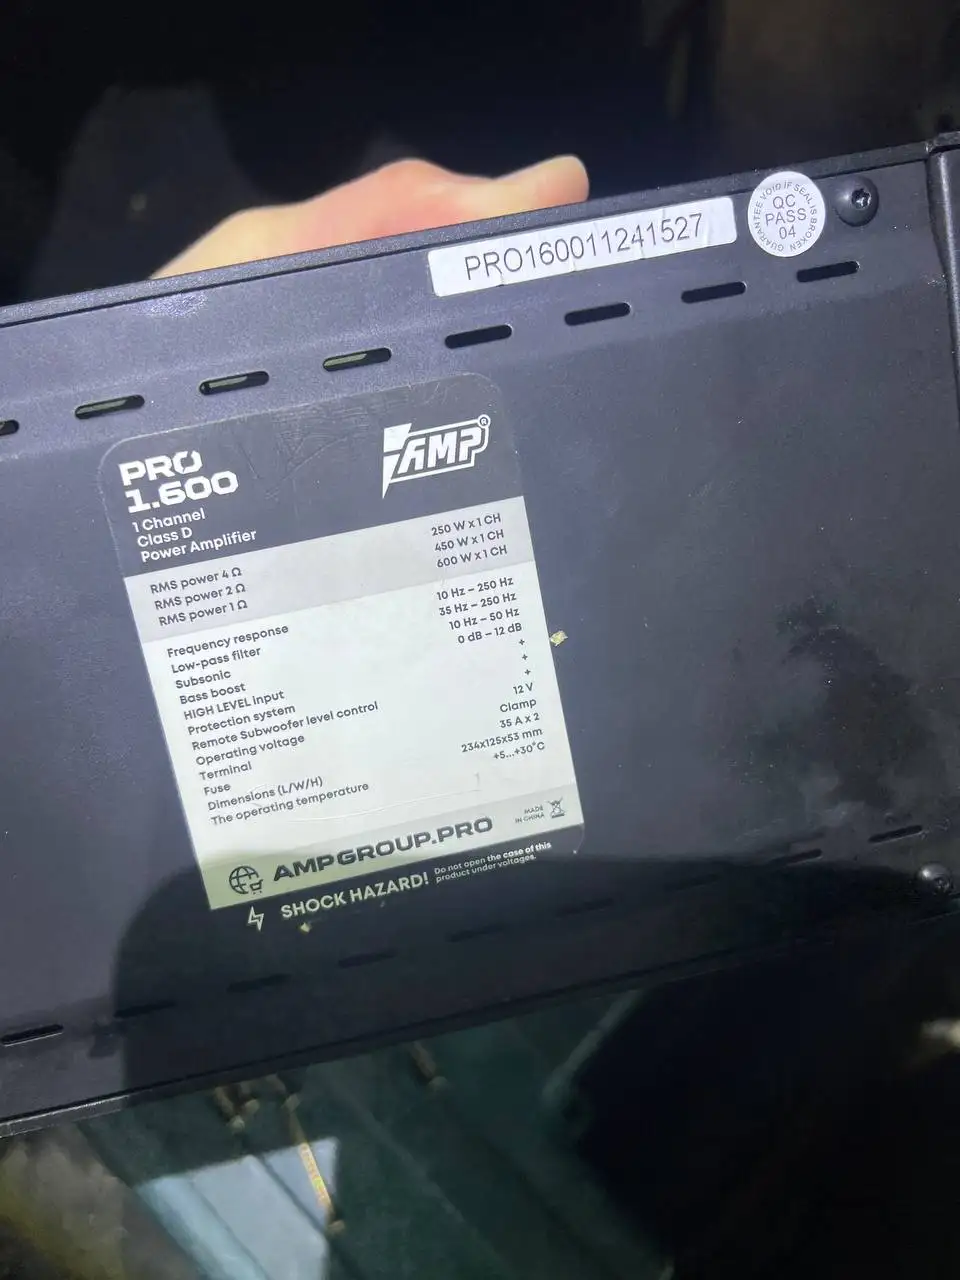 PRO160011241527
GUARANTEE VOID IF SEAL IS BROKEN
QC
PASS
04
PRO
1.600
AMP®
1 Channel
Class D
Power Amplifier
RMS power 4 Ω 250 W x 1 CH
RMS power 2 Ω 450 W x 1 CH
RMS power 1 Ω 600 W x 1 CH
Frequency response 10 Hz – 250 Hz
Low-pass filter 35 Hz – 250 Hz
Subsonic 10 Hz – 50 Hz
Bass boost 0 dB – 12 dB
HIGH LEVEL input +
Protection system +
Remote Subwoofer level control +
Operating voltage 12 V
Terminal Clamp
Fuse 35 A x 2
Dimensions (L/W/H) 234x125x53 mm
The operating temperature +5...+30°C
AMPGROUP.PRO
MADE
IN CHINA
SHOCK HAZARD!
Do not open the case of this
product under voltages.